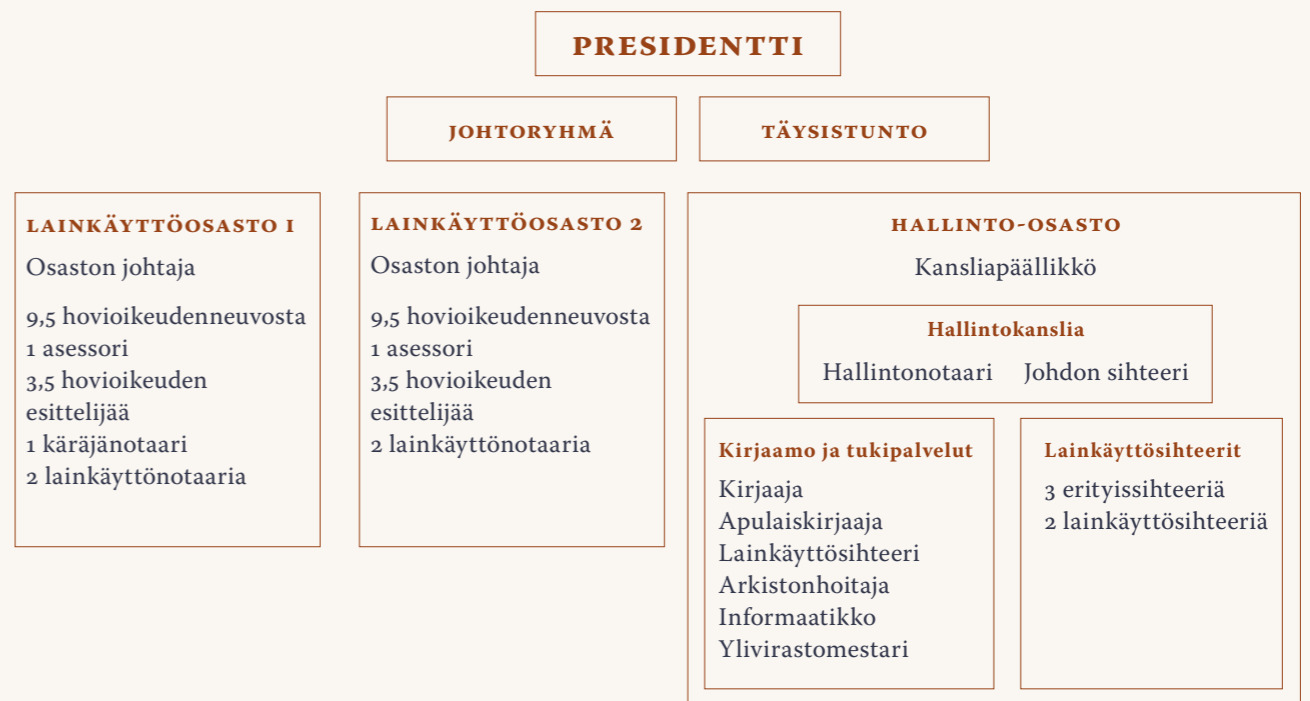 PRESIDENTTI
JOHTORYHMÄ
TÄYSISTUNTO
LAINKÄYTTÖOSASTO 1
Osaston johtaja
9,5 hovioikeudenneuvosta
1 asessori
3,5 hovioikeuden
esittelijää
1 käräjänotaari
2 lainkäyttönotaaria
LAINKÄYTTÖOSASTO 2
Osaston johtaja
9,5 hovioikeudenneuvosta
1 asessori
3,5 hovioikeuden
esittelijää
2 lainkäyttönotaaria
HALLINTO-OSASTO
Kansliapäällikkö
Hallintokanslia
Hallintonotaari Johdon sihteeri
Kirjaamo ja tukipalvelut
Kirjaaja
Apulaiskirjaaja
Lainkäyttösihteeri
Arkistonhoitaja
Informaatikko
Ylivirastomestari
Lainkäyttösihteerit
3 erityissihteeriä
2 lainkäyttösihteeriä